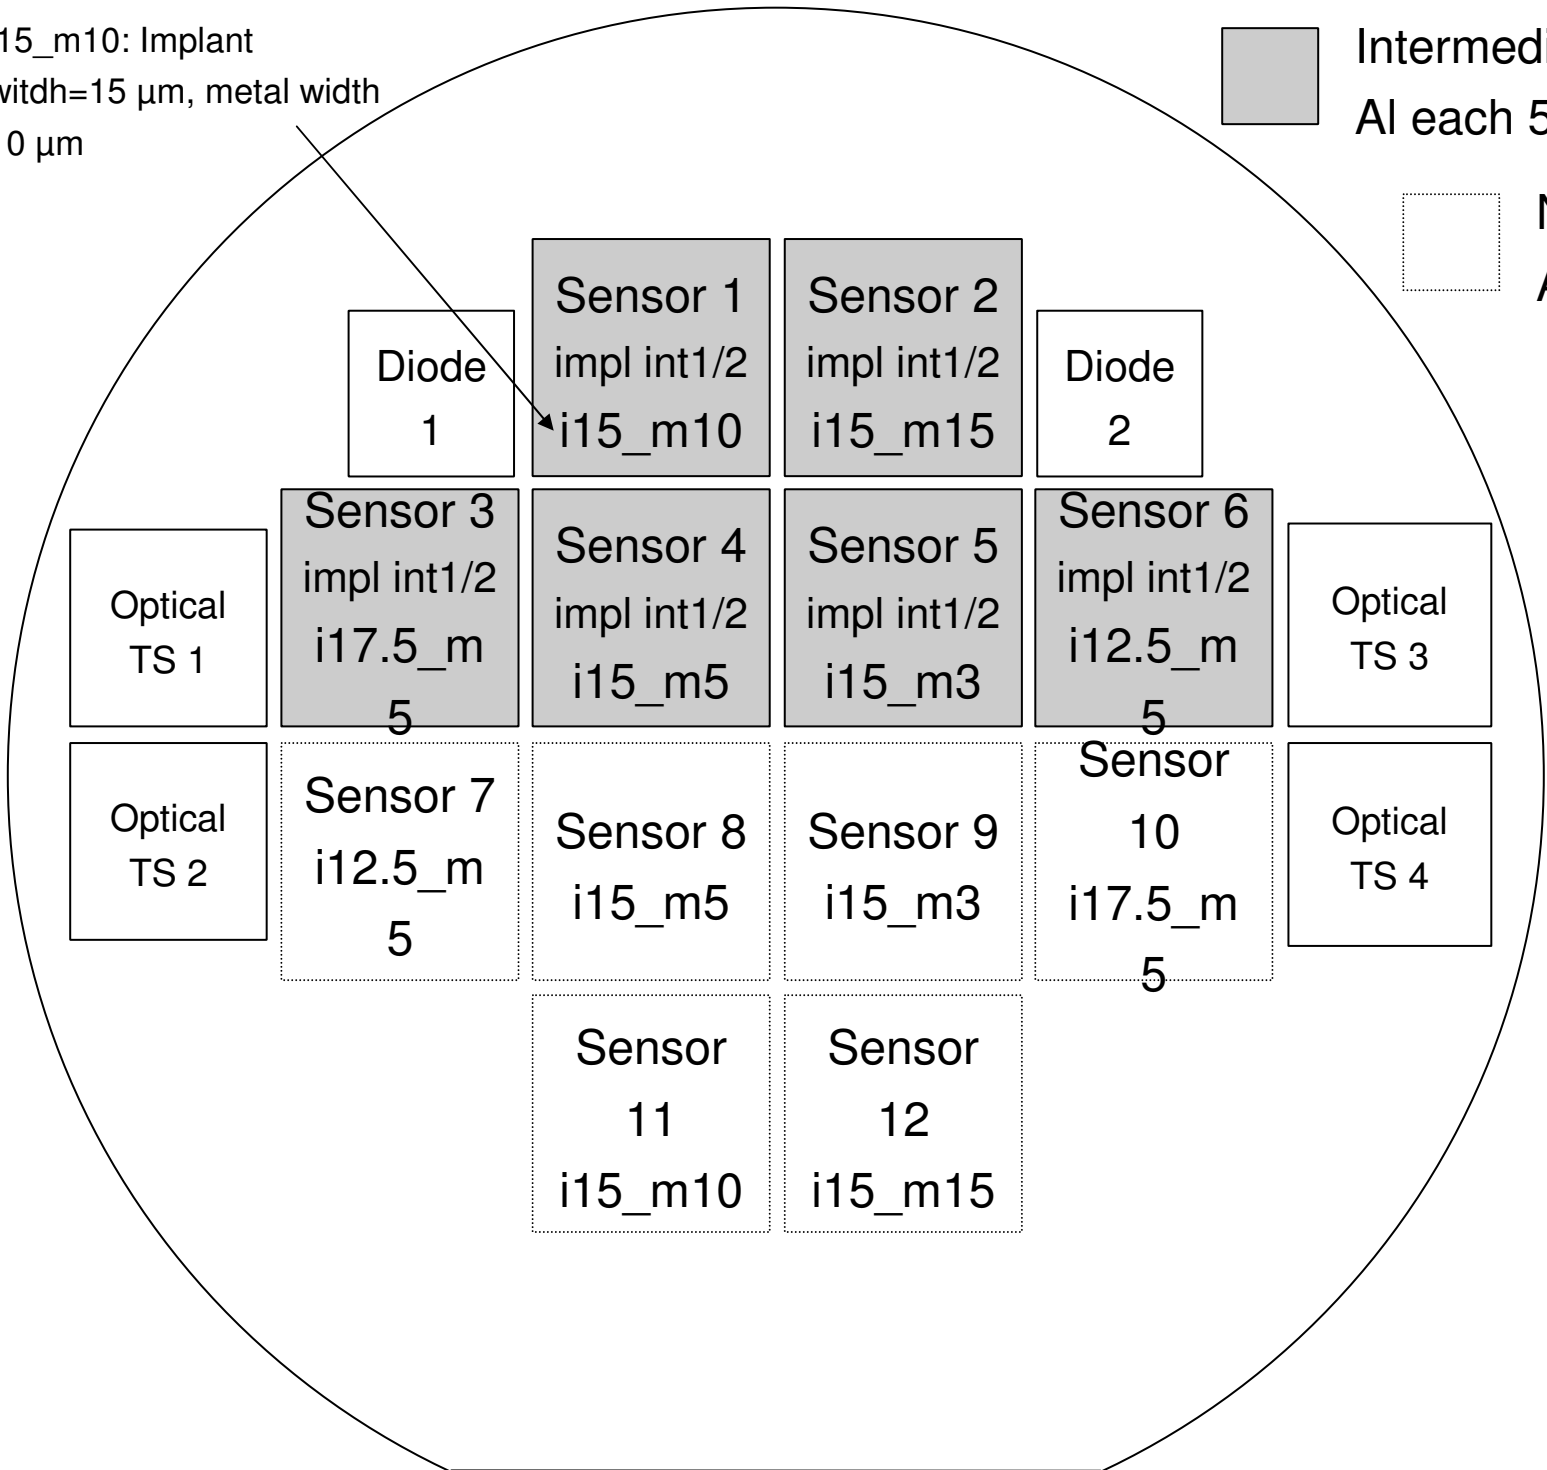 15_m10: Implant
witdh=15 µm, metal width
0 µm
Al each 5
Sensor 1
impl int1/2
i15_m10
Sensor 2
impl int1/2
i15_m15
Diode
1
Diode
2
Sensor 3
impl int1/2
i17.5_m
5
Sensor 4
impl int1/2
i15_m5
Sensor 5
impl int1/2
i15_m3
Sensor 6
impl int1/2
i12.5_m
5
Optical
TS 1
Optical
TS 3
Optical
TS 2
Sensor 7
i12.5_m
5
Sensor 8
i15_m5
Sensor 9
i15_m3
Sensor
10
i17.5_m
5
Optical
TS 4
Sensor
11
i15_m10
Sensor
12
i15_m15